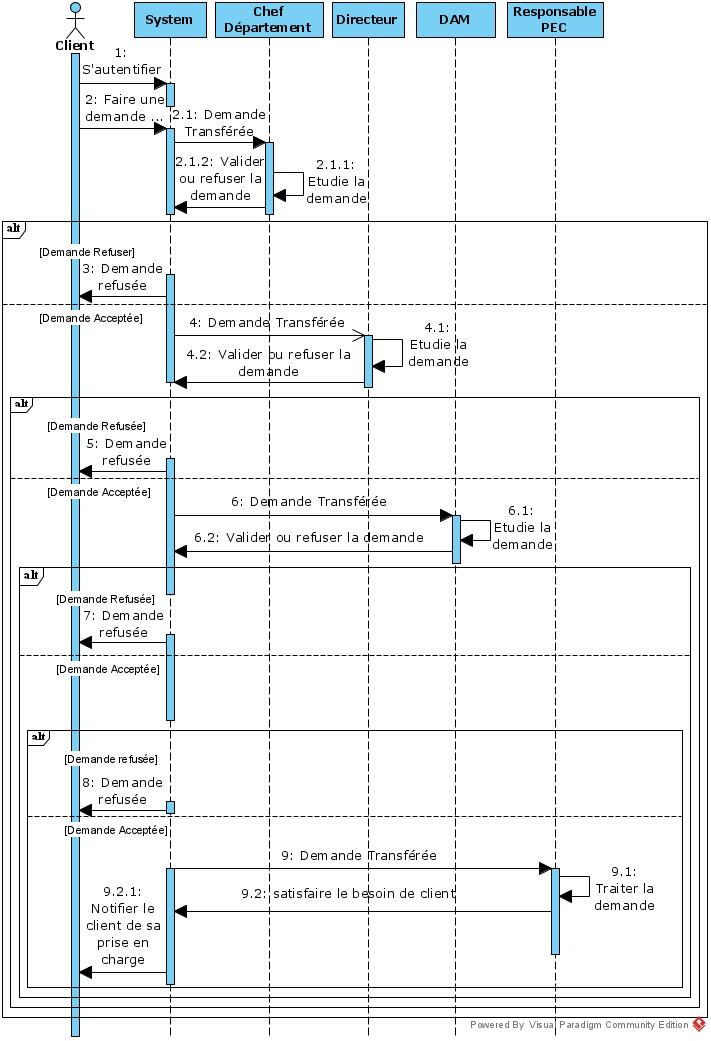 Client
System
Chef
Département
Directeur
DAM
Responsable
PEC
1:
S'autentifier
2: Faire une
demande ...
2.1: Demande
Transférée
2.1.2: Valider
ou refuser la
demande
2.1.1:
Etudie la
demande
alt
[Demande Refuser]
3: Demande
refusée
[Demande Acceptée]
4: Demande Transférée
4.1:
Etudie la
demande
4.2: Valider ou refuser la
demande
alt
[Demande Refusée]
5: Demande
refusée
[Demande Acceptée]
6: Demande Transférée
6.1:
Etudie la
demande
6.2: Valider ou refuser la demande
alt
[Demande Refusée]
7: Demande
refusée
[Demande Acceptée]
alt
[Demande refusée]
8: Demande
refusée
[Demande Acceptée]
9: Demande Transférée
9.1:
Traiter la
demande
9.2: satisfaire le besoin de client
9.2.1:
Notifier le
client de sa
prise en
charge
Powered By Visual Paradigm Community Edition